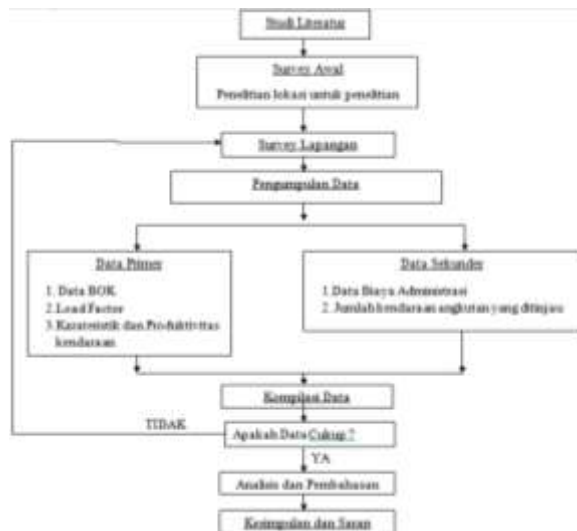 Studi Literatur
Survey Awal
Penelitian lokasi untuk penelitian
Survey Lapangan
Pengumpulan Data
Data Primer
1. Data BOK
2. Load Factor
3. Karateristik dan Produktivitas
kendaraan
Data Sekunder
1. Data Biaya Administrasi
2. Jumlah kendaraan angkutan yang ditinjau
Kompilasi Data
TIDAK
Apakah Data Cukup ?
YA
Analisis dan Pembahasan
Kesimpulan dan Saran